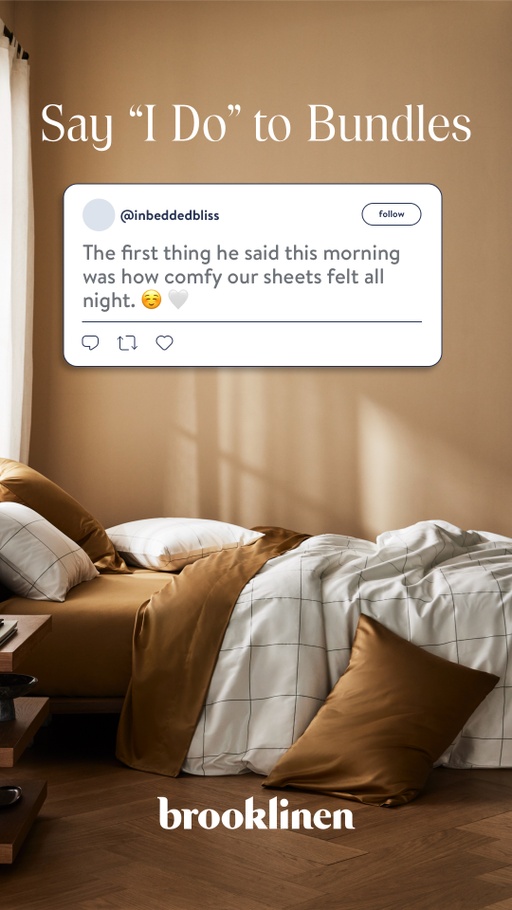 Say “I Do” to Bundles
@inbeddedbliss
follow
The first thing he said this morning
was how comfy our sheets felt all
night. ☺️ 🤍
brooklinen